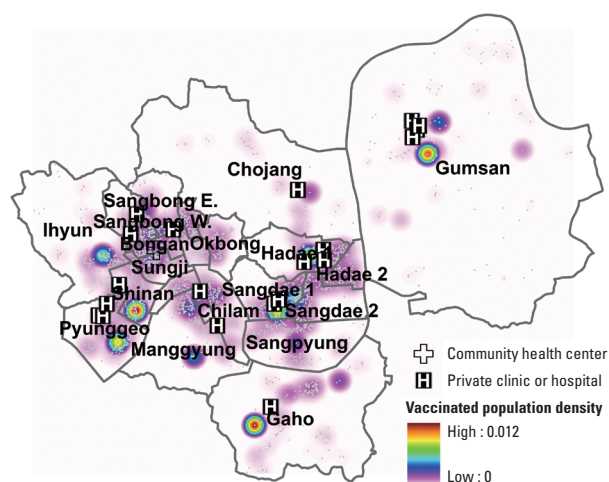 Chojang
Gumsan
Sangbong E.
Ihyun
Sangbong W.
Bongan
Okbong
Hadae 1
Hadae 2
Sungji
Shinan
Sangdae 1
Chilam
Sangdae 2
Pyunggeo
Manggyung
Sangpyung
Gaho
Community health center
H Private clinic or hospital
Vaccinated population density
High : 0.012
Low : 0